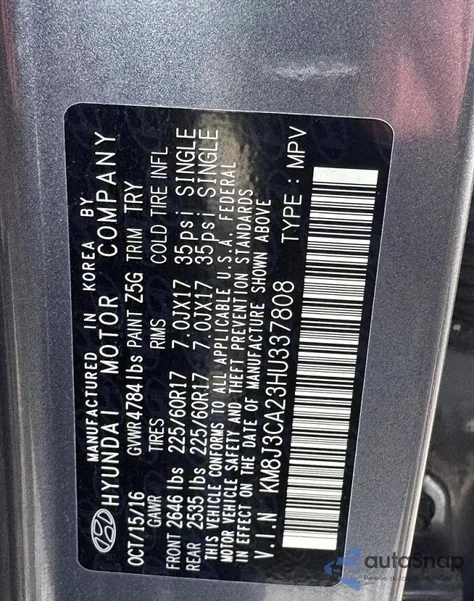 MANUFACTURED IN KOREA BY
HYUNDAI MOTOR COMPANY
OCT/15/16 GVWR 4784 lbs PAINT Z5G TRIM TRY
GAWR TIRES RIMS COLD TIRE INFL
FRONT 2646 lbs 225/60R17 7.0JX17 35psi SINGLE
REAR 2535 lbs 225/60R17 7.0JX17 35psi SINGLE
THIS VEHICLE CONFORMS TO ALL APPLICABLE U.S.A. FEDERAL
MOTOR VEHICLE SAFETY AND THEFT PREVENTION STANDARDS
IN EFFECT ON THE DATE OF MANUFACTURE SHOWN ABOVE
V.I.N KM8J3CA23HU337808 TYPE : MPV
autoSnap